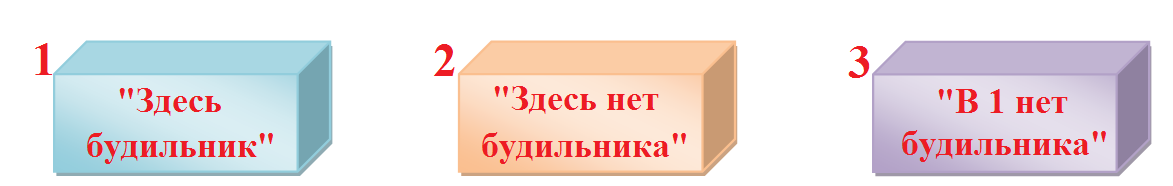 1
"Здесь
будильник"
2
"Здесь нет
будильника"
3
"В 1 нет
будильника"